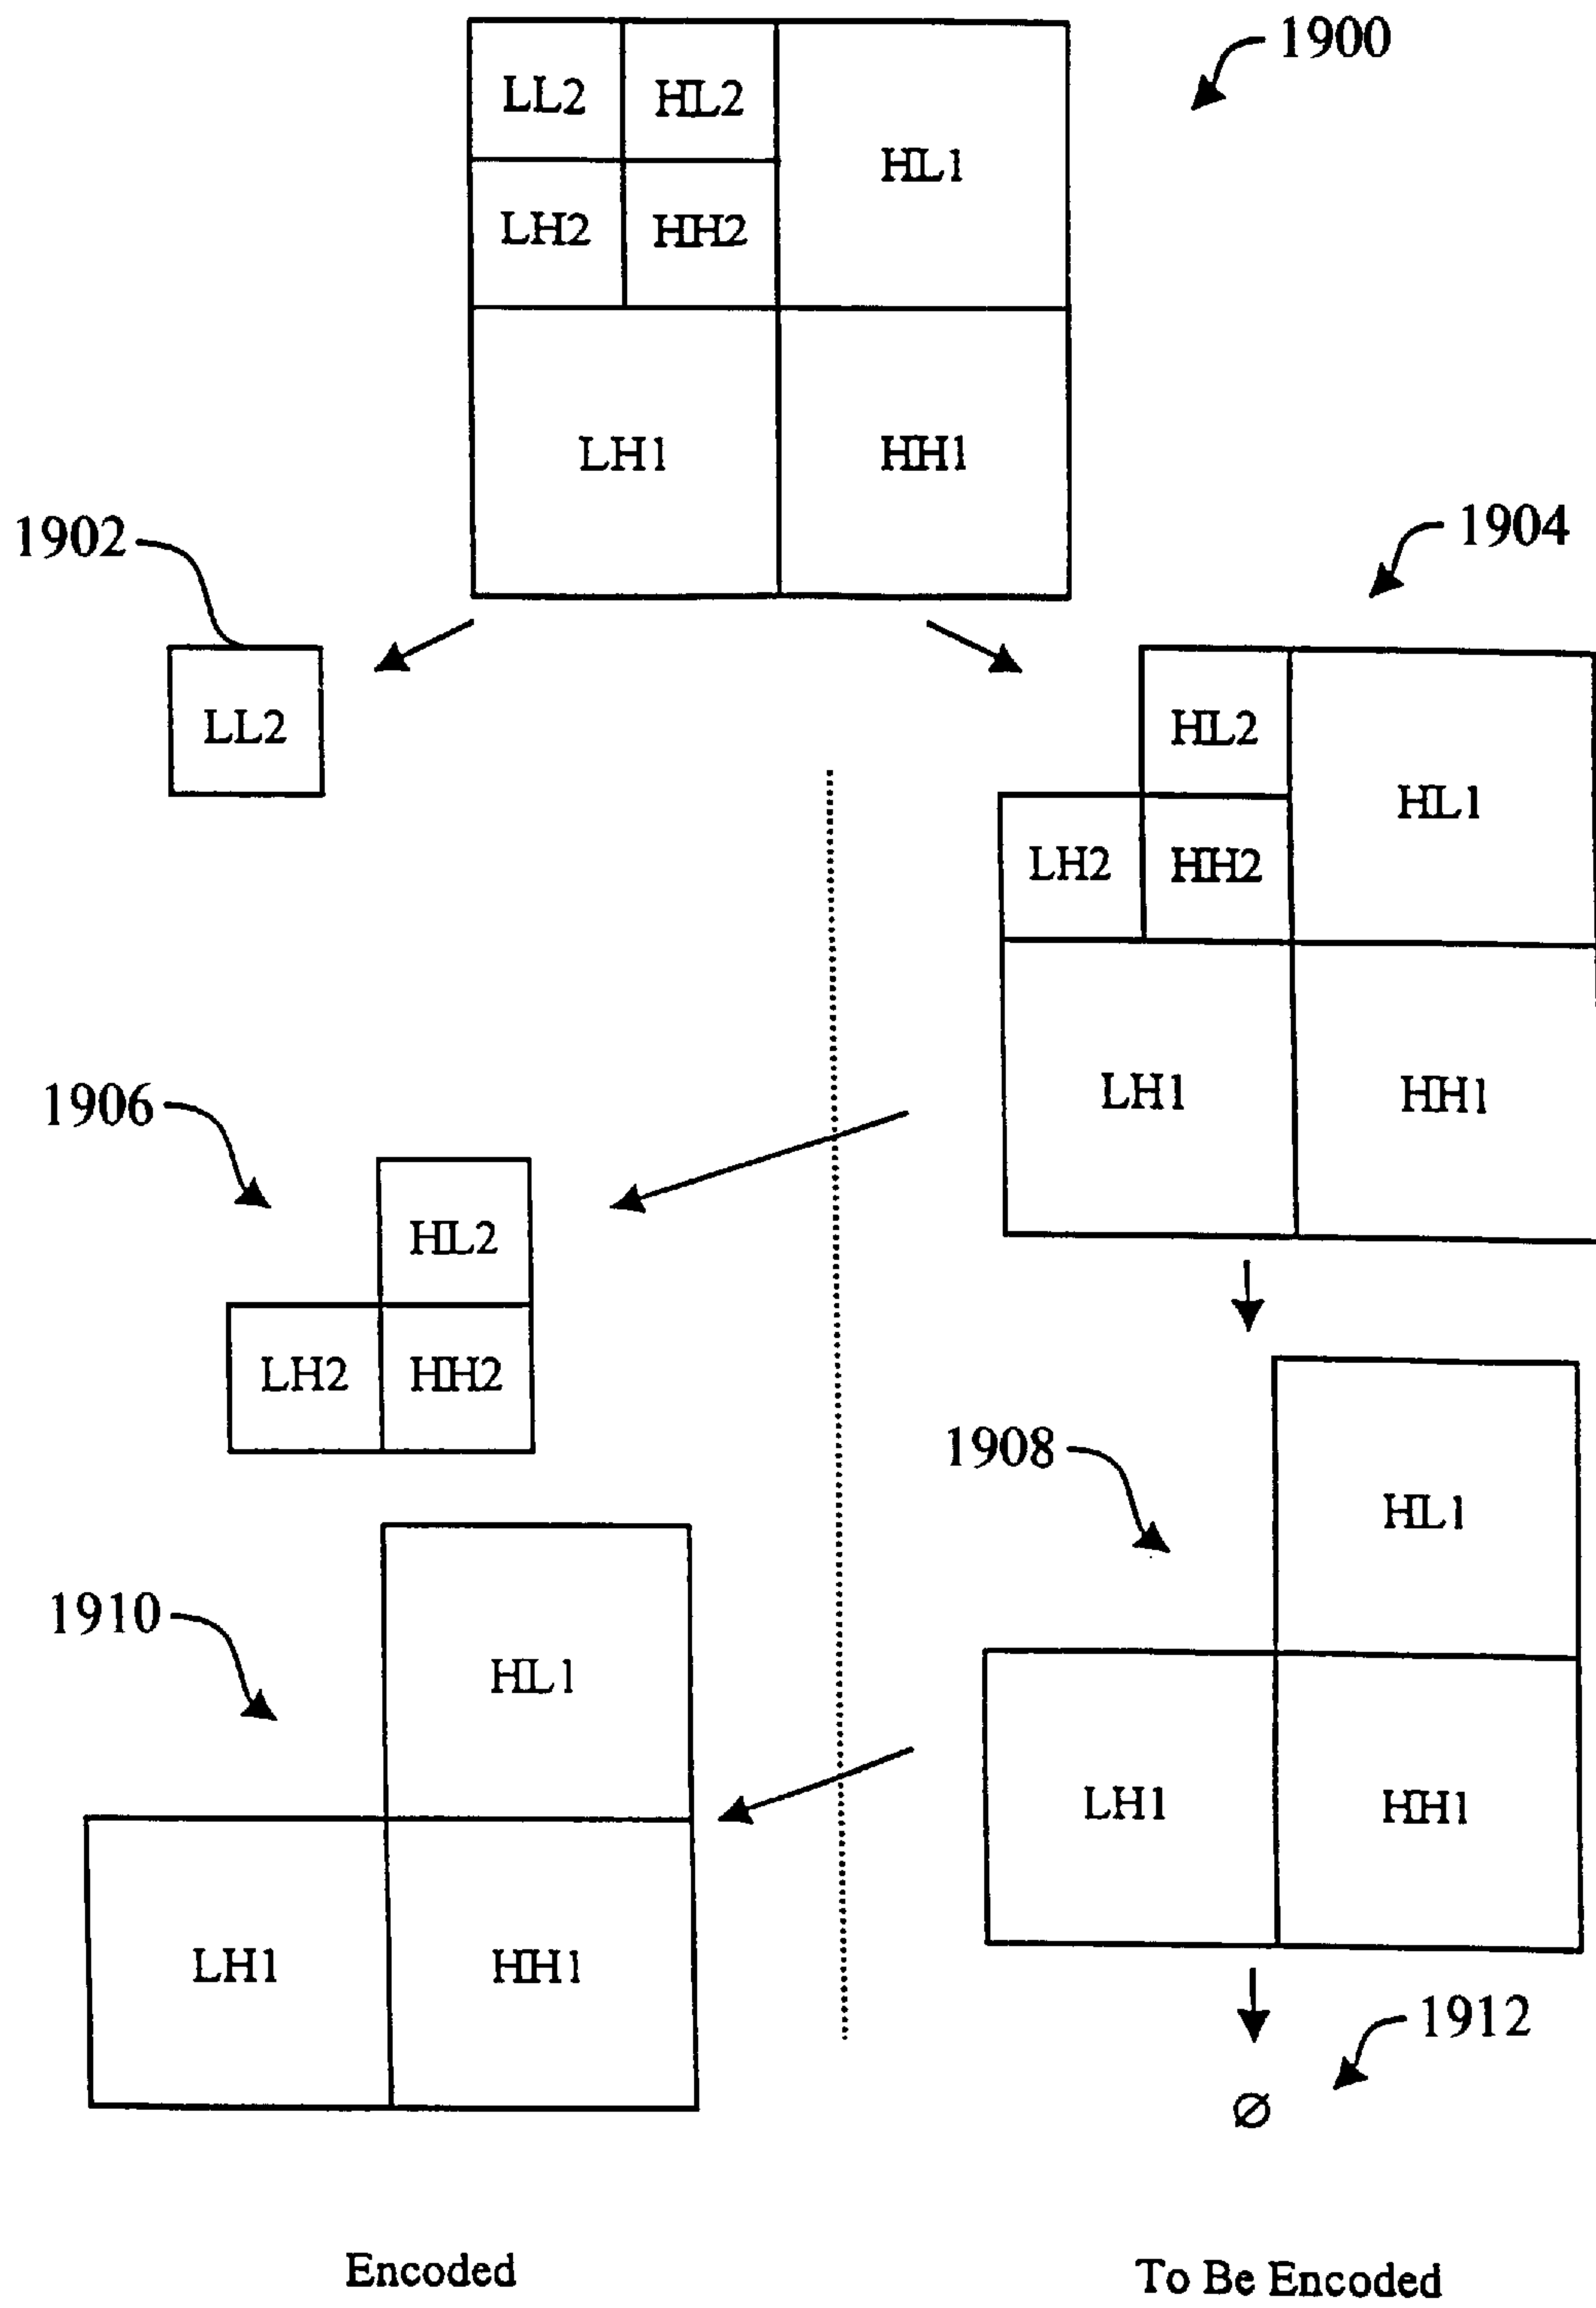 1900
LL2 HL2
HL1
LH2 HH2
LH1 HH1
1902
1904
LL2
HL2
HL1
LH2 HH2
LH1 HH1
1906
HL2
LH2 HH2
1908
HL1
LH1 HH1
1910
HL1
LH1 HH1
1912
Ø
Encoded
To Be Encoded